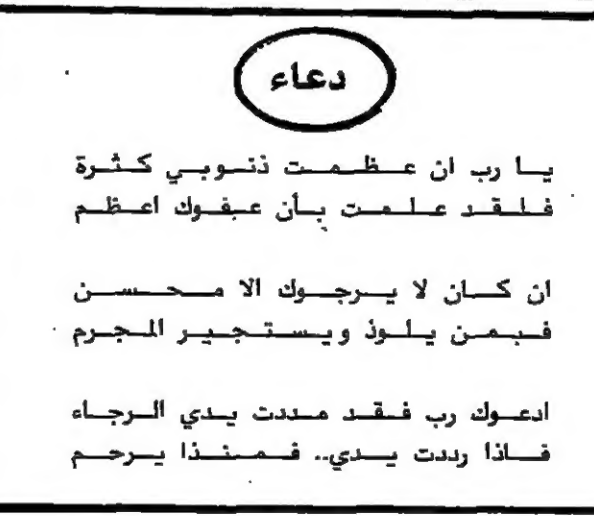 دعاء
يا رب ان عظمت ذنوبي كثرة
فلقد علمت بأن عفوك اعظم
ان كان لا يرجوك الا محسن
فبمن يلوذ ويستجير المجرم
ادعوك رب فقد مددت يدي الرجاء
فاذا رددت يدي.. فمنذا يرحم